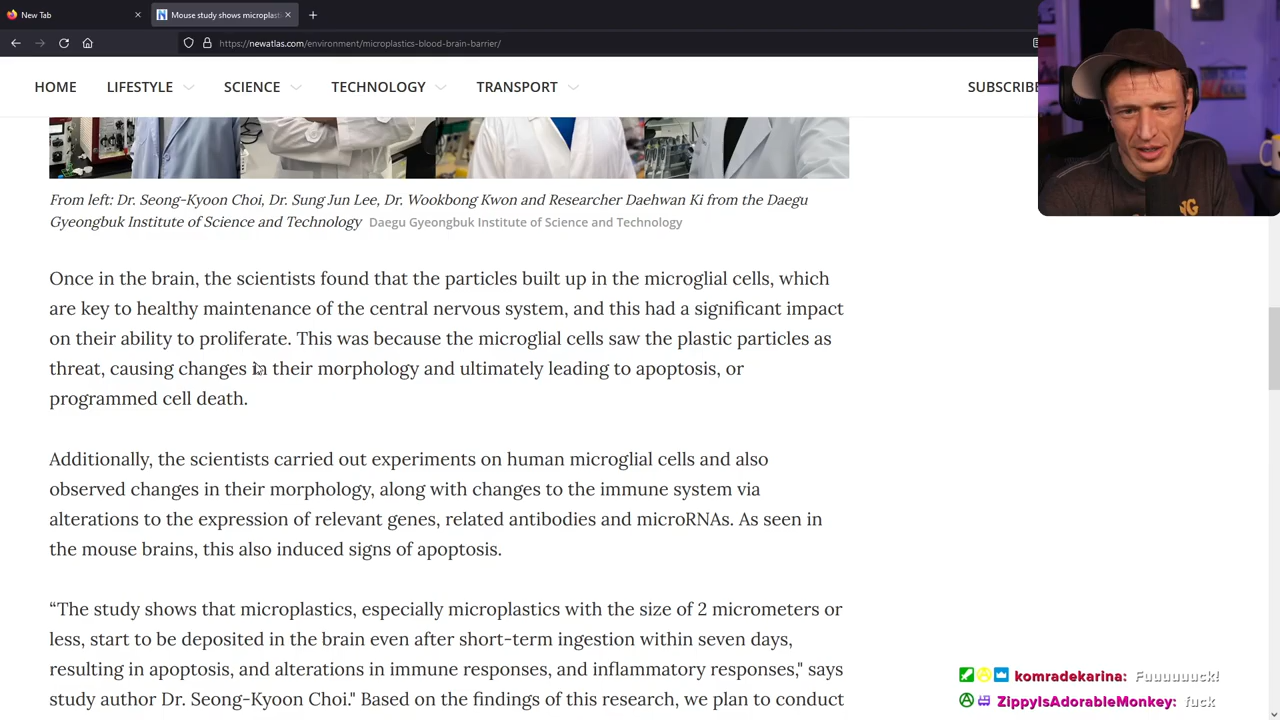 New Tab
Mouse study shows microplast
https://newatlas.com/environment/microplastics-blood-brain-barrier/
HOME LIFESTYLE SCIENCE TECHNOLOGY TRANSPORT SUBSCRIBE
From left: Dr. Seong-Kyoon Choi, Dr. Sung Jun Lee, Dr. Wookbong Kwon and Researcher Daehwan Ki from the Daegu
Gyeongbuk Institute of Science and Technology Daegu Gyeongbuk Institute of Science and Technology
Once in the brain, the scientists found that the particles built up in the microglial cells, which
are key to healthy maintenance of the central nervous system, and this had a significant impact
on their ability to proliferate. This was because the microglial cells saw the plastic particles as
threat, causing changes in their morphology and ultimately leading to apoptosis, or
programmed cell death.
Additionally, the scientists carried out experiments on human microglial cells and also
observed changes in their morphology, along with changes to the immune system via
alterations to the expression of relevant genes, related antibodies and microRNAs. As seen in
the mouse brains, this also induced signs of apoptosis.
“The study shows that microplastics, especially microplastics with the size of 2 micrometers or
less, start to be deposited in the brain even after short-term ingestion within seven days,
resulting in apoptosis, and alterations in immune responses, and inflammatory responses," says
study author Dr. Seong-Kyoon Choi." Based on the findings of this research, we plan to conduct
komradekarina: Fuuuuuuck!
ZippyIsAdorableMonkey: fuck